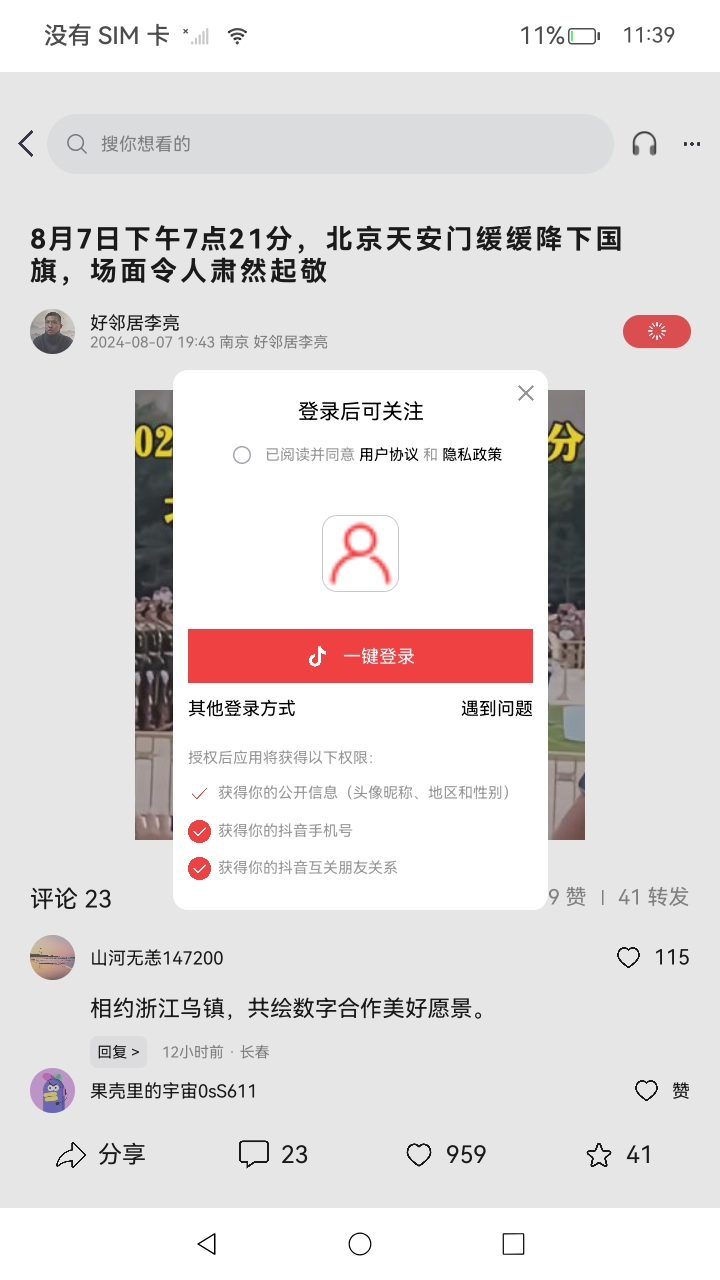 没有 SIM 卡
11%
11:39
搜你想看的
8月7日下午7点21分，北京天安门缓缓降下国
旗，场面令人肃然起敬
好邻居李亮
2024-08-07 19:43 南京 好邻居李亮
登录后可关注
已阅读并同意 用户协议 和 隐私政策
02
分
一键登录
其他登录方式
遇到问题
授权后应用将获得以下权限：
获得你的公开信息（头像昵称、地区和性别）
获得你的抖音手机号
获得你的抖音互关朋友关系
评论 23
9 赞 | 41 转发
山河无恙147200
115
相约浙江乌镇，共绘数字合作美好愿景。
回复 >
12小时前 · 长春
果壳里的宇宙0sS611
赞
分享
23
959
41